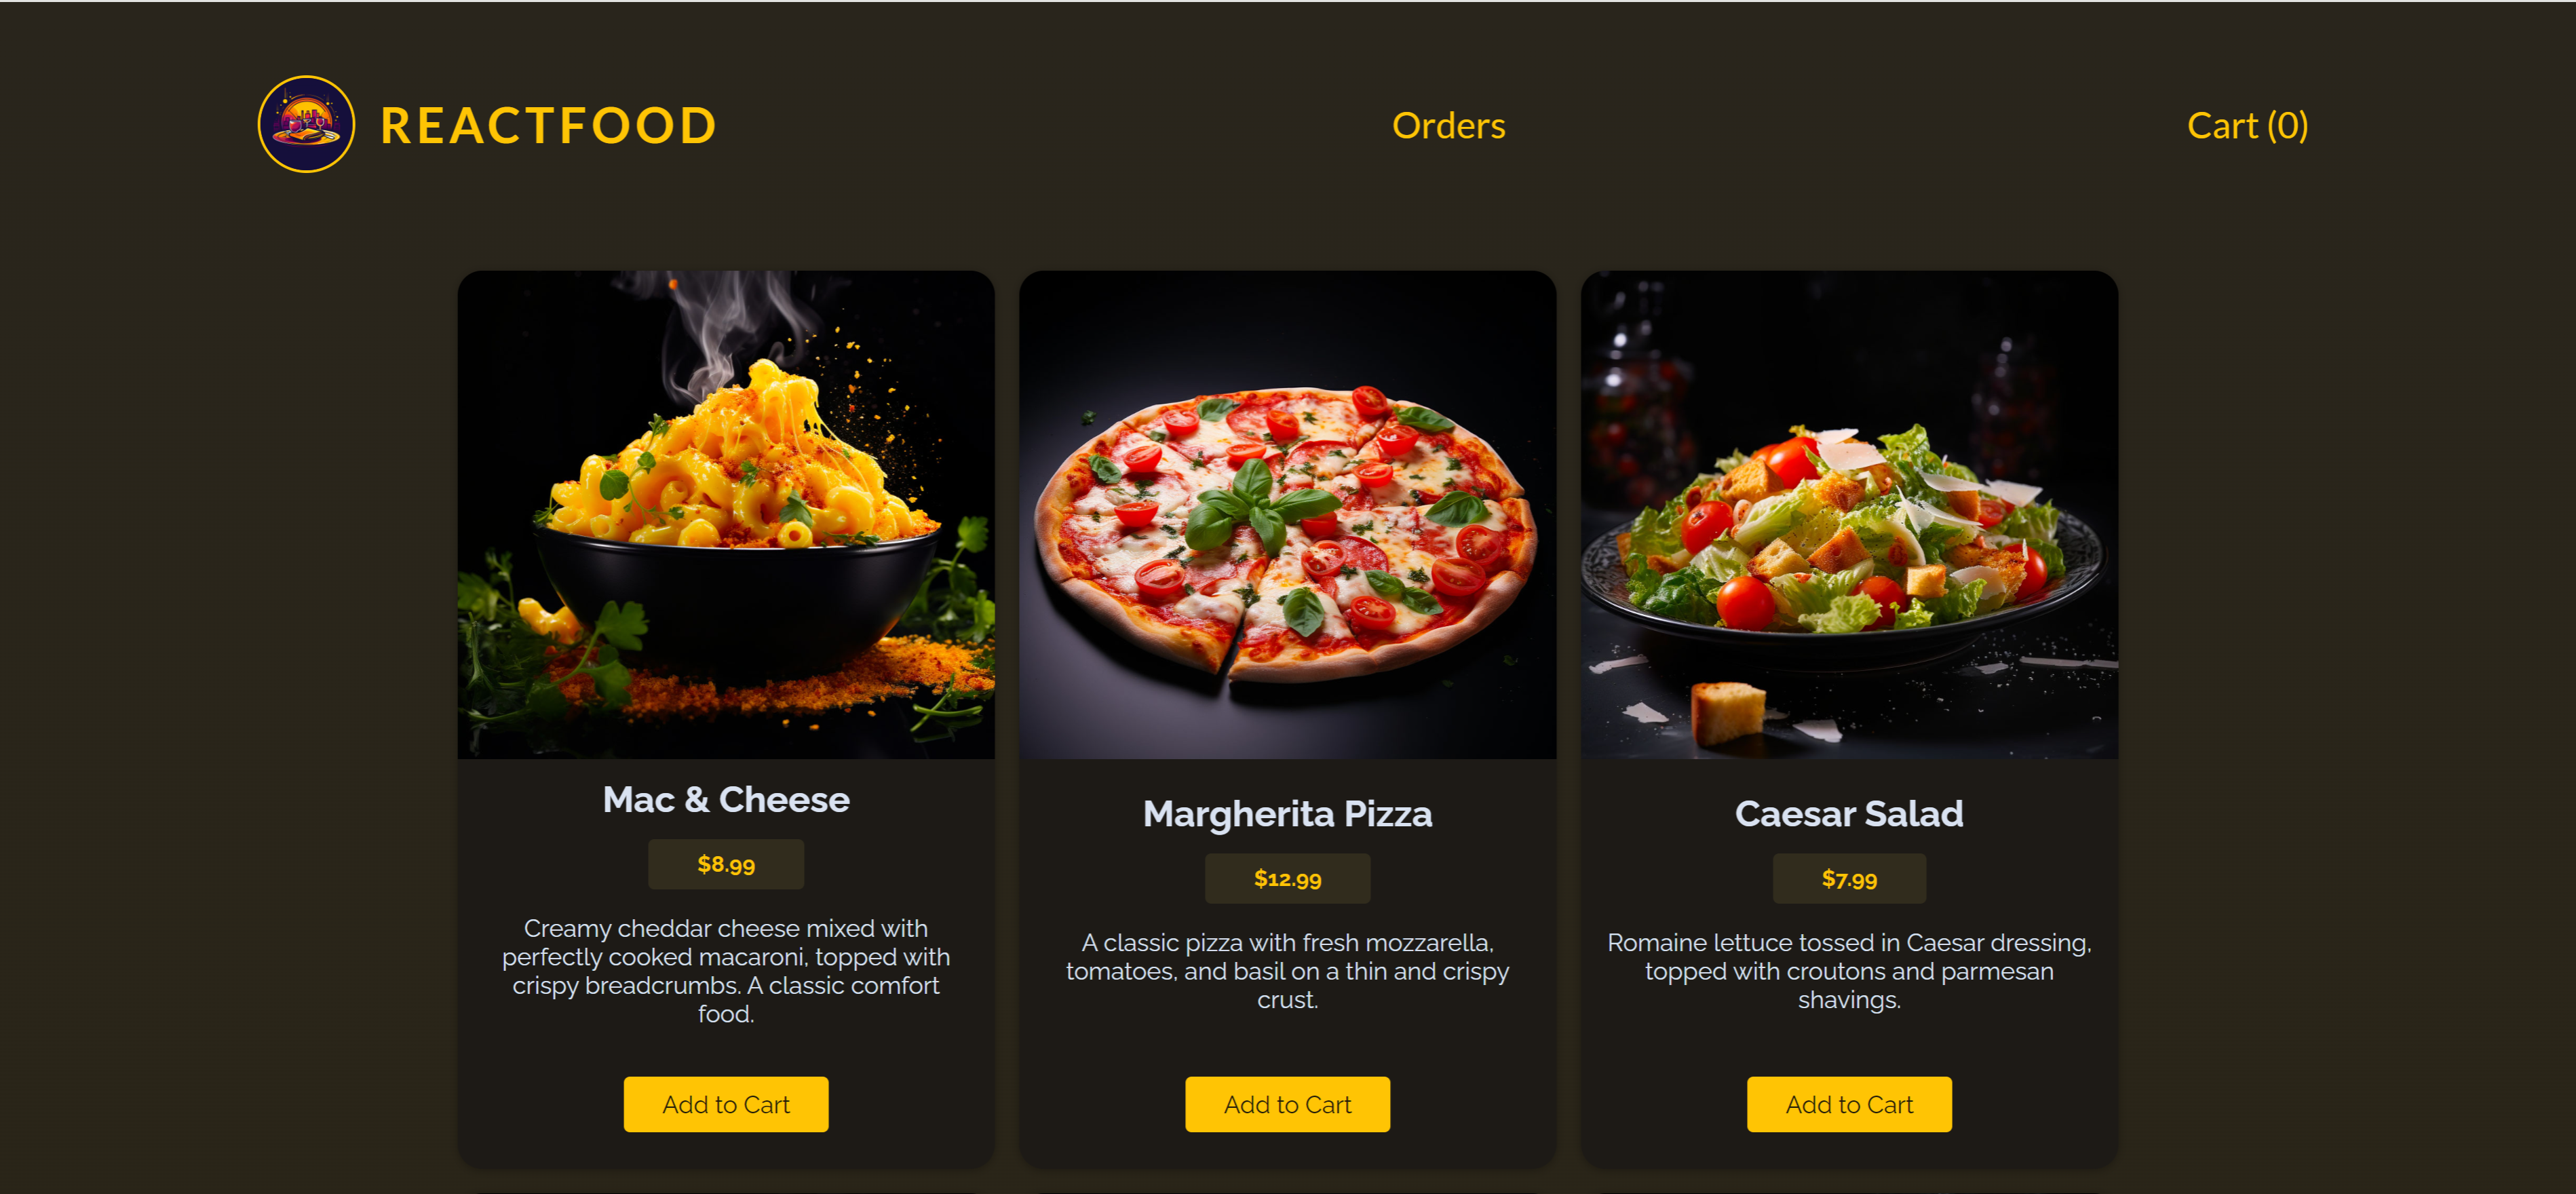 REACTFOOD
Orders
Cart (0)
Mac & Cheese
$8.99
Creamy cheddar cheese mixed with
perfectly cooked macaroni, topped with
crispy breadcrumbs. A classic comfort
food.
Add to Cart
Margherita Pizza
$12.99
A classic pizza with fresh mozzarella,
tomatoes, and basil on a thin and crispy
crust.
Add to Cart
Caesar Salad
$7.99
Romaine lettuce tossed in Caesar dressing,
topped with croutons and parmesan
shavings.
Add to Cart